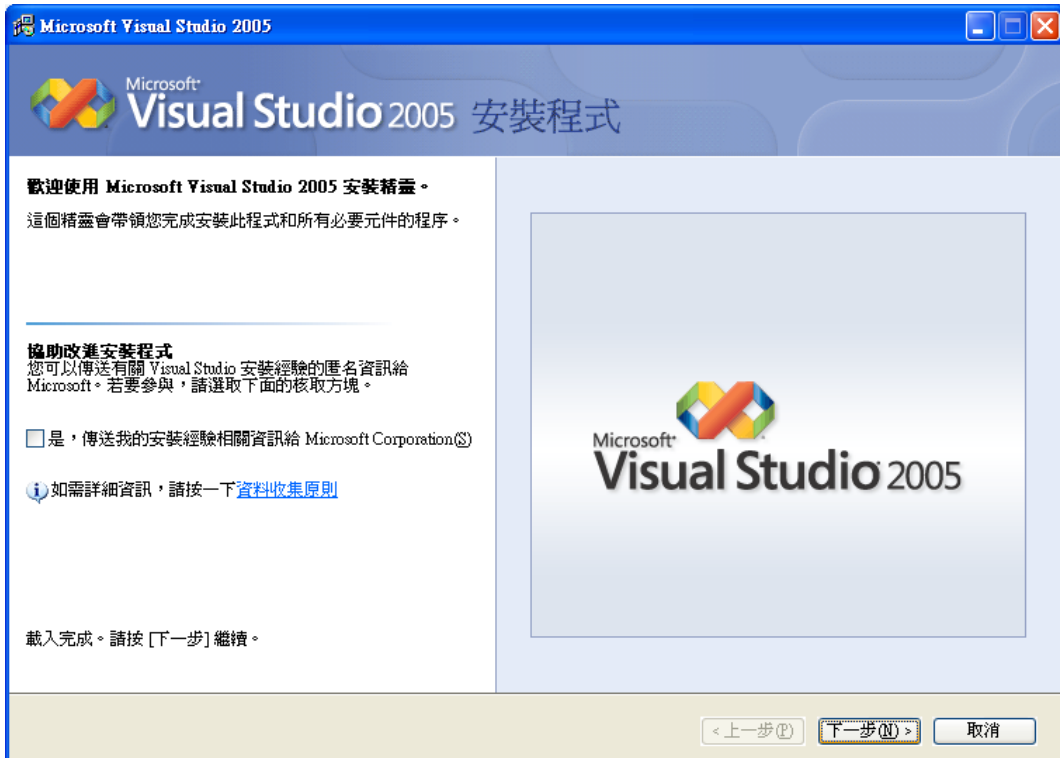 Microsoft Visual Studio 2005
Microsoft
Visual Studio 2005 安裝程式
歡迎使用 Microsoft Visual Studio 2005 安裝精靈。
這個精靈會帶領您完成安裝此程式和所有必要元件的程序。
協助改進安裝程式
您可以傳送有關 Visual Studio 安裝經驗的匿名資訊給
Microsoft。若要參與，請選取下面的核取方塊。
是，傳送我的安裝經驗相關資訊給 Microsoft Corporation(S)
如需詳細資訊，請按一下資料收集原則
載入完成。請按 [下一步] 繼續。
Microsoft
Visual Studio 2005
< 上一步(P)
下一步(N) >
取消